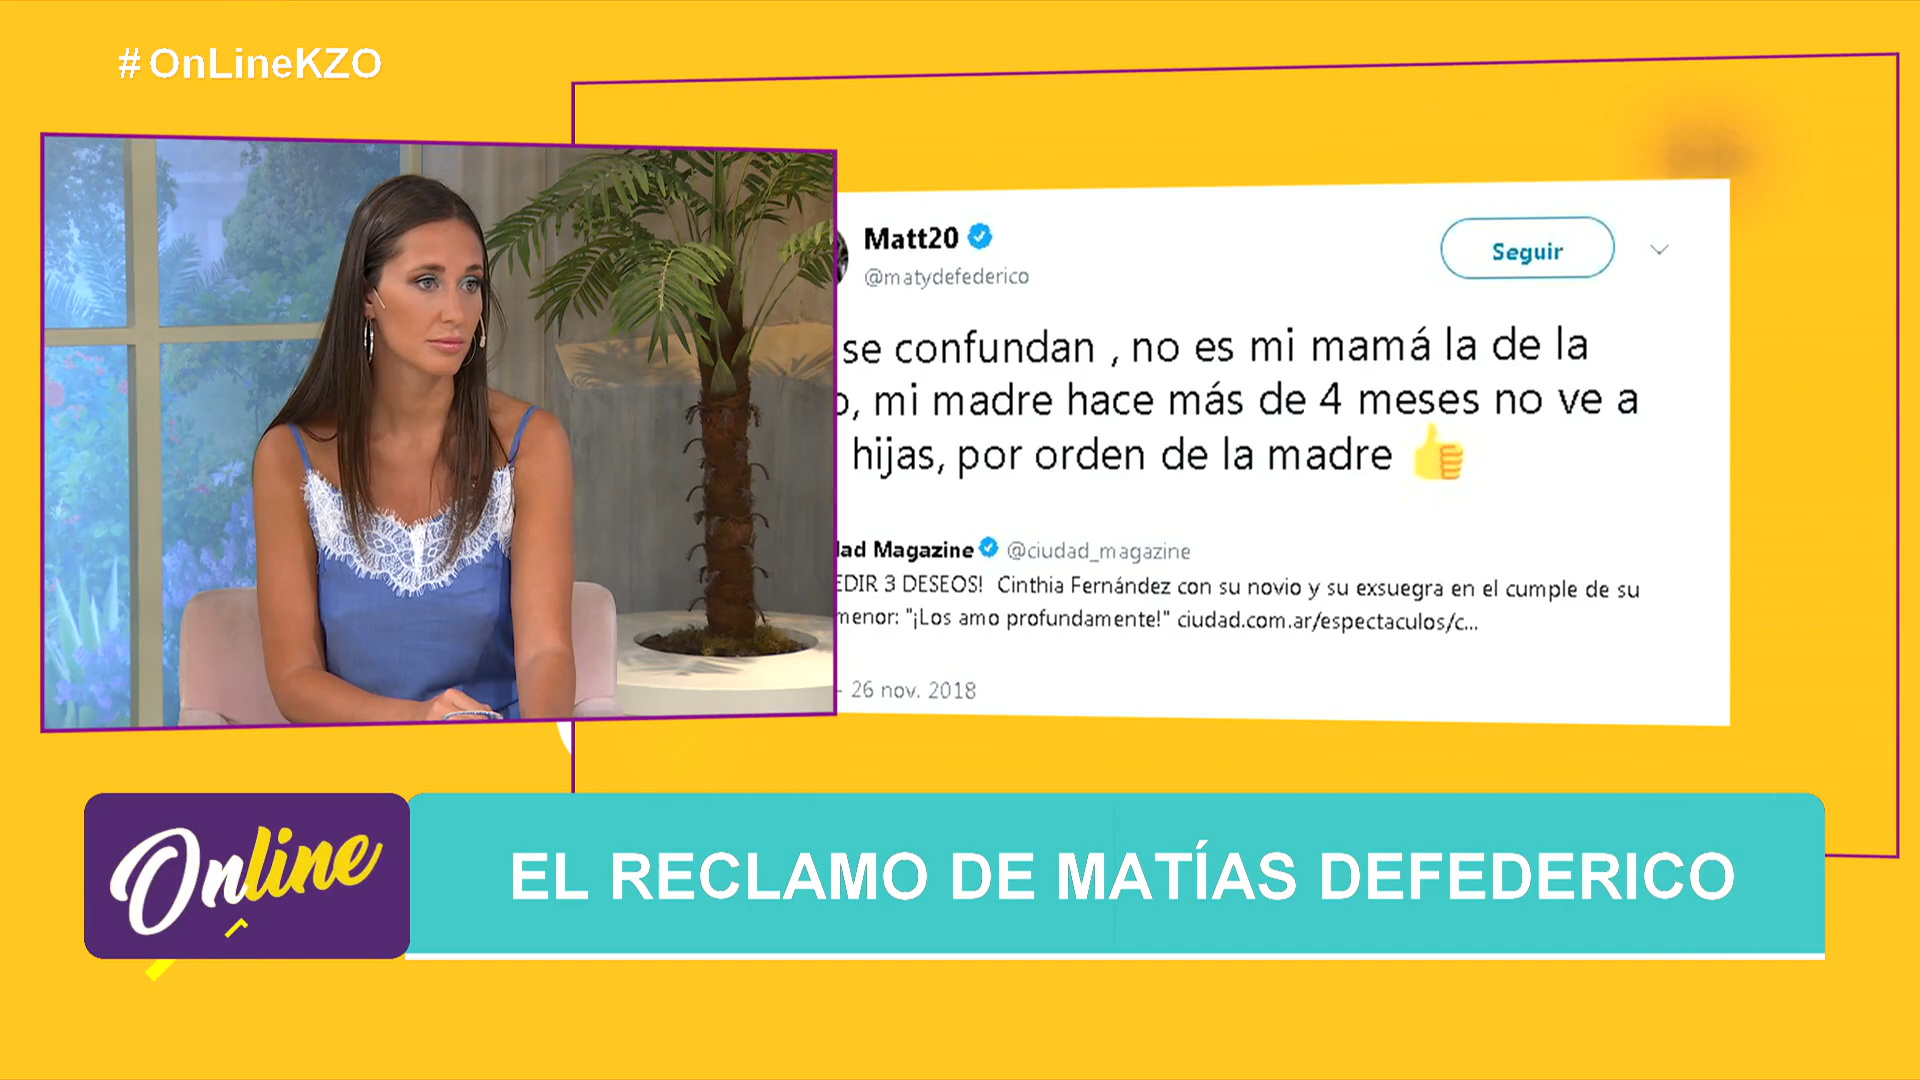 #OnLineKZO
Matt20
@matydefederico
Seguir
se confundan , no es mi mamá la de la
, mi madre hace más de 4 meses no ve a
hijas, por orden de la madre
Magazine @ciudad_magazine
3 DESEOS! Cinthia Fernández con su novio y su exsuegra en el cumple de su
menor: "¡Los amo profundamente!" ciudad.com.ar/espectaculos/c...
- 26 nov. 2018
Online
EL RECLAMO DE MATÍAS DEFEDERICO